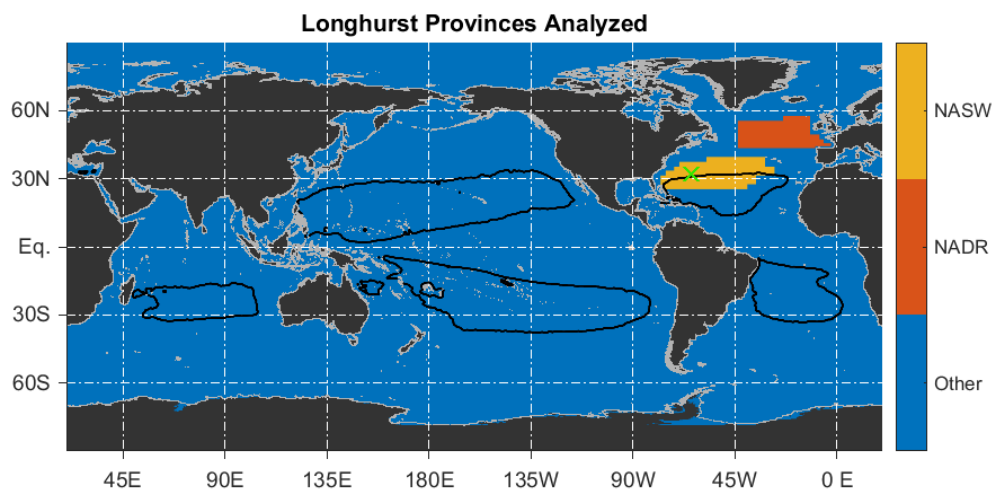 Longhurst Provinces Analyzed
60N
30N
Eq.
30S
60S
45E 90E 135E 180E 135W 90W 45W 0 E
NASW
NADR
Other